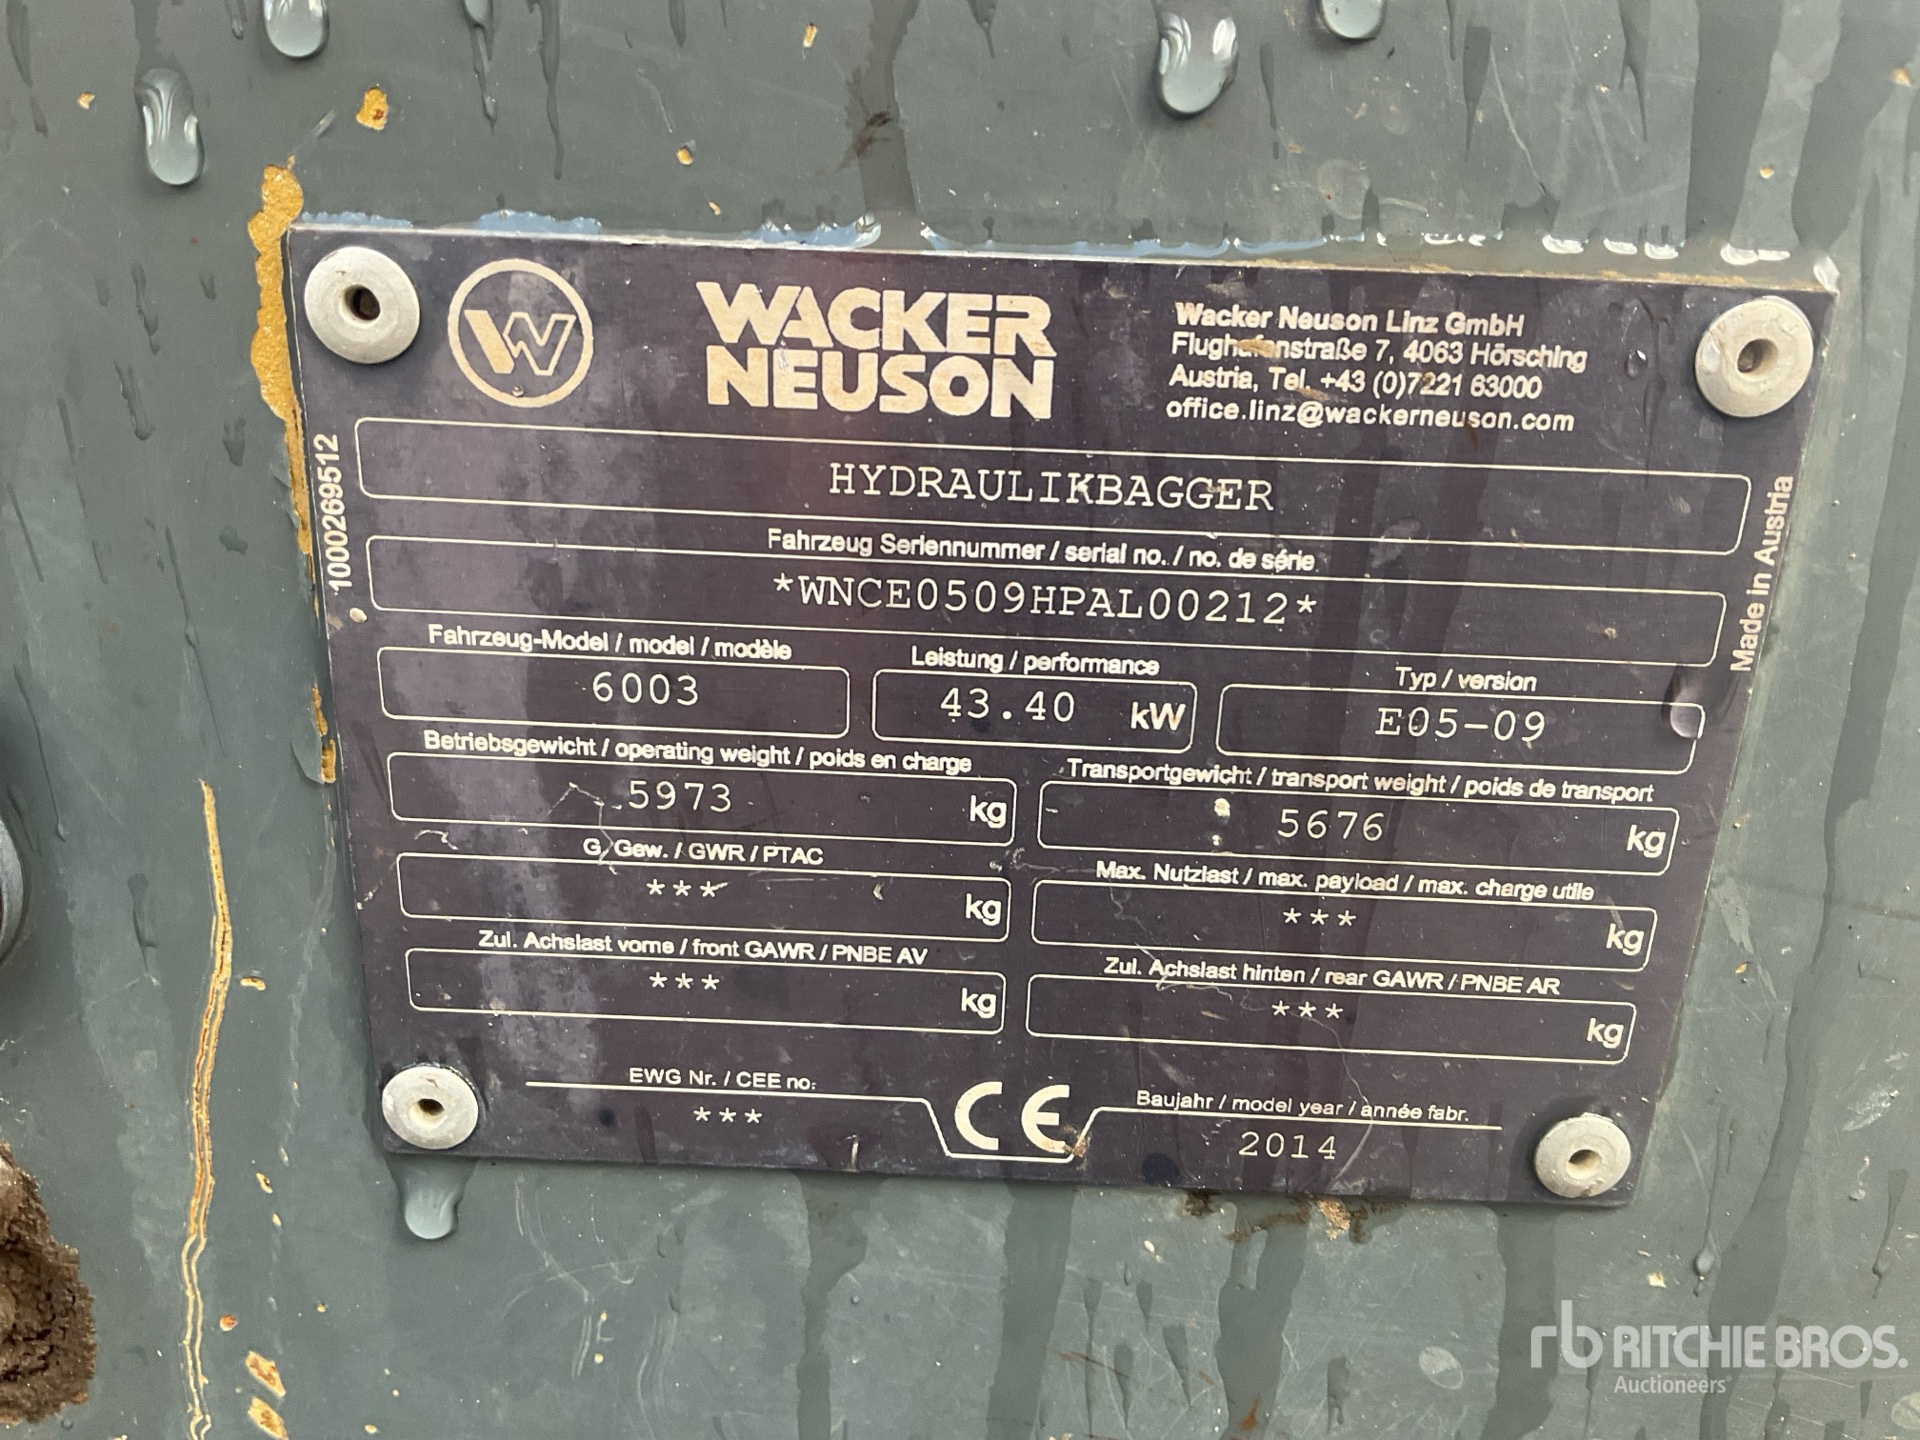 WACKER
NEUSON
Wacker Neuson Linz GmbH
Flughafenstraße 7, 4063 Hörsching
Austria, Tel. +43 (0)7221 63000
office.linz@wackerneuson.com
1000269512
Made in Austria
HYDRAULIKBAGGER
Fahrzeug Seriennummer / serial no. / no. de série
*WNCE0509HPAL00212*
Fahrzeug-Model / model / modèle
6003
Leistung / performance
43.40 kW
Typ / version
E05-09
Betriebsgewicht / operating weight / poids en charge
5973 kg
Transportgewicht / transport weight / poids de transport
5676 kg
G. Gew. / GWR / PTAC
*** kg
Max. Nutzlast / max. payload / max. charge utile
*** kg
Zul. Achslast vorne / front GAWR / PNBE AV
*** kg
Zul. Achslast hinten / rear GAWR / PNBE AR
*** kg
EWG Nr. / CEE no.
***
CE
Baujahr / model year / année fabr.
2014
rb RITCHIE BROS.
Auctioneers